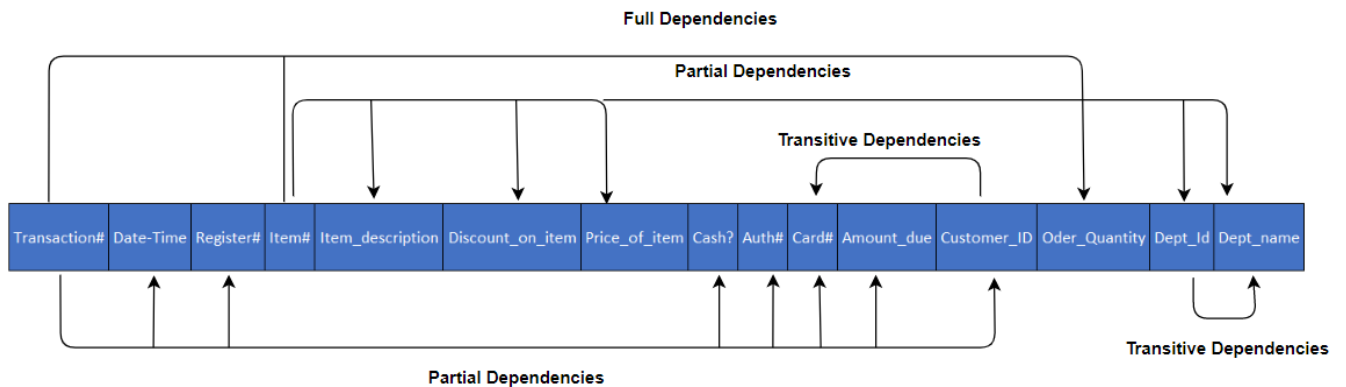 Full Dependencies
Partial Dependencies
Transitive Dependencies
Transaction# Date-Time Register# Item# Item_description Discount_on_item Price_of_item Cash? Auth# Card# Amount_due Customer_ID Oder_Quantity Dept_Id Dept_name
Transitive Dependencies
Partial Dependencies